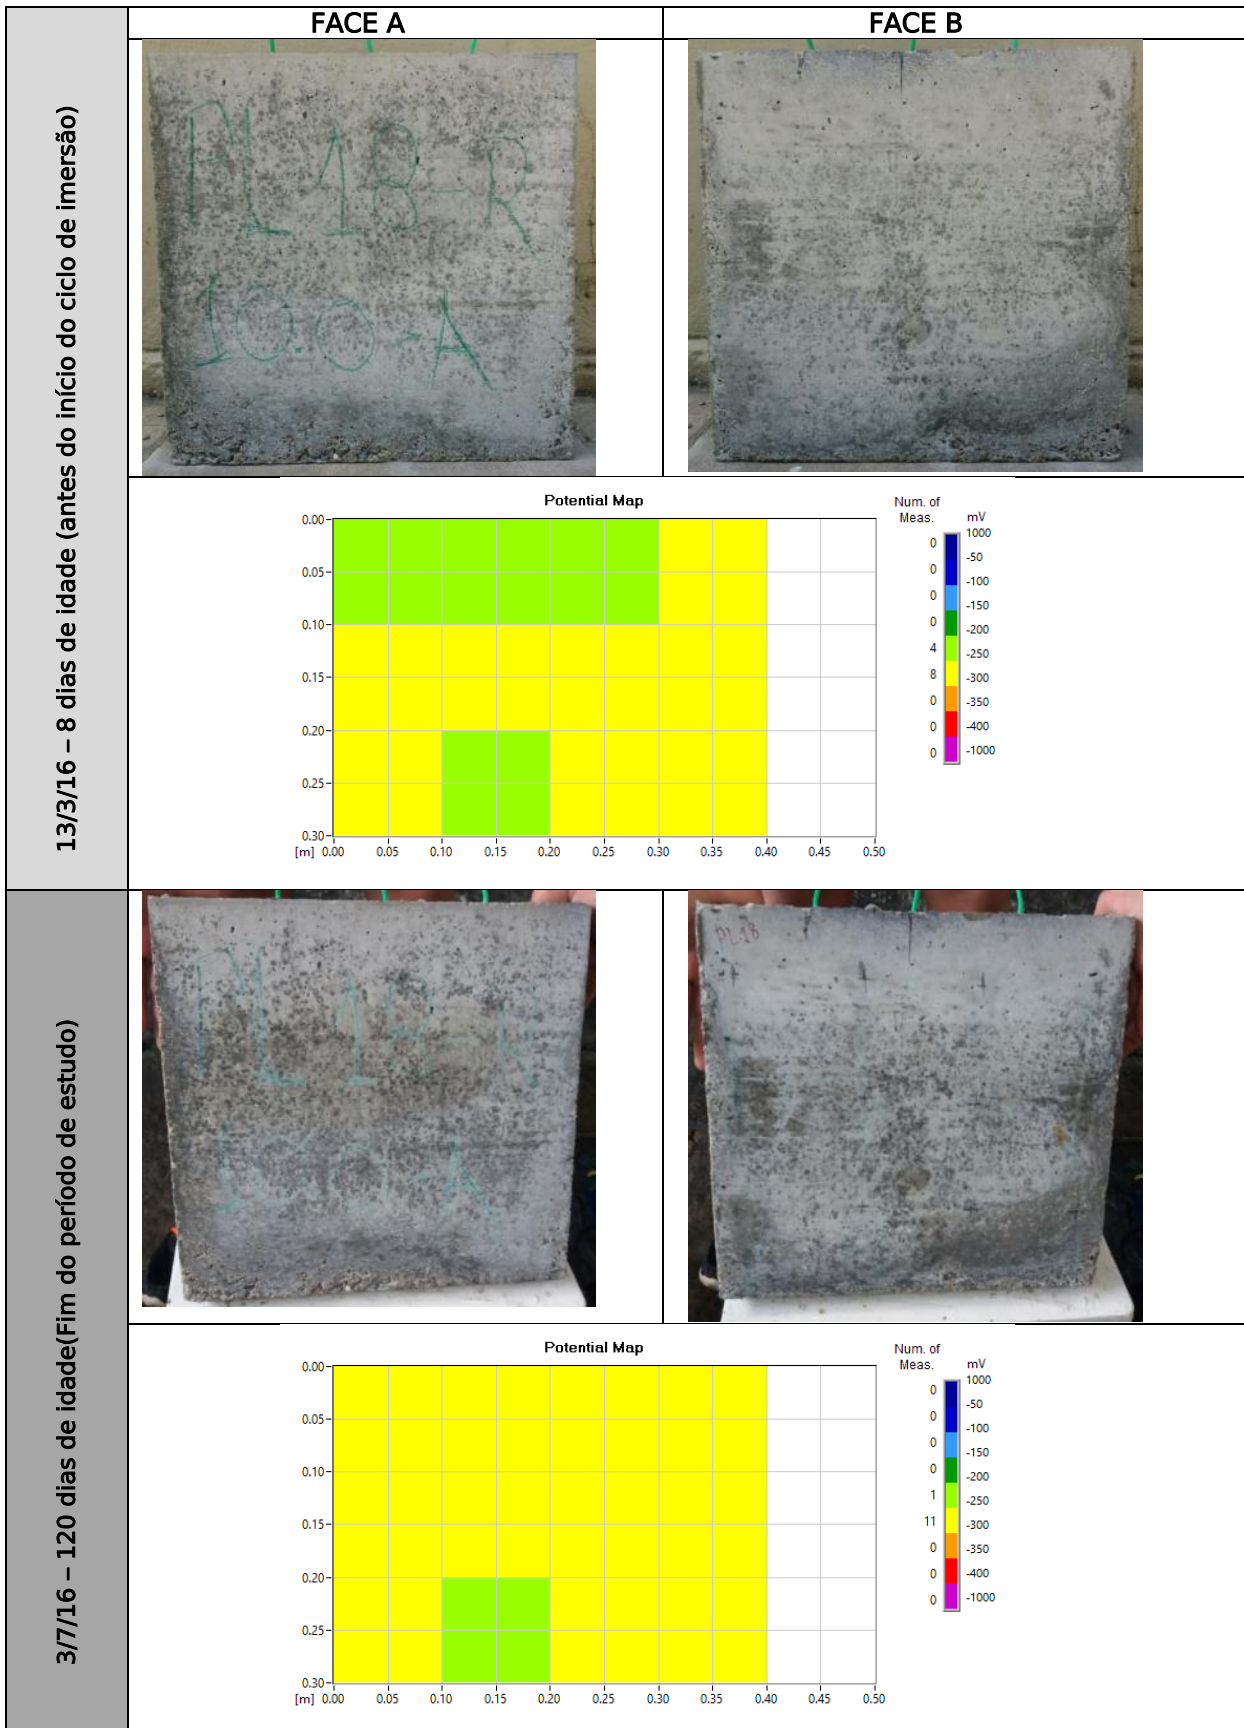 FACE A
FACE B
13/3/16 – 8 dias de idade (antes do início do ciclo de imersão)
PL 18-R
10.0-A
Potential Map
Num. of
Meas.
mV
0
0
0
0
4
8
0
0
0
1000
-50
-100
-150
-200
-250
-300
-350
-400
-1000
0.00
0.05
0.10
0.15
0.20
0.25
0.30
[m] 0.00 0.05 0.10 0.15 0.20 0.25 0.30 0.35 0.40 0.45 0.50
3/7/16 – 120 dias de idade(Fim do período de estudo)
PL 18-R
PL18
Potential Map
Num. of
Meas.
mV
0
0
0
0
1
11
0
0
0
1000
-50
-100
-150
-200
-250
-300
-350
-400
-1000
0.00
0.05
0.10
0.15
0.20
0.25
0.30
[m] 0.00 0.05 0.10 0.15 0.20 0.25 0.30 0.35 0.40 0.45 0.50